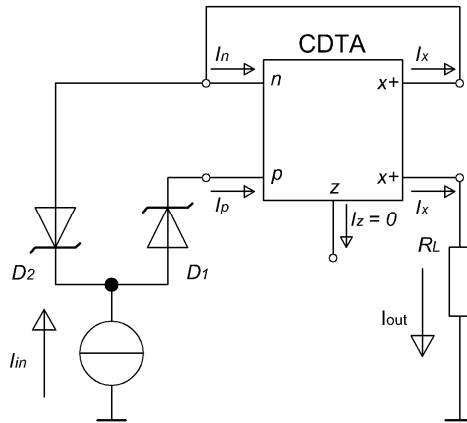 CDTA
In
Ix
n
x+
p
x+
z
Ip
Iz = 0
Ix
D2
D1
RL
Iin
Iout